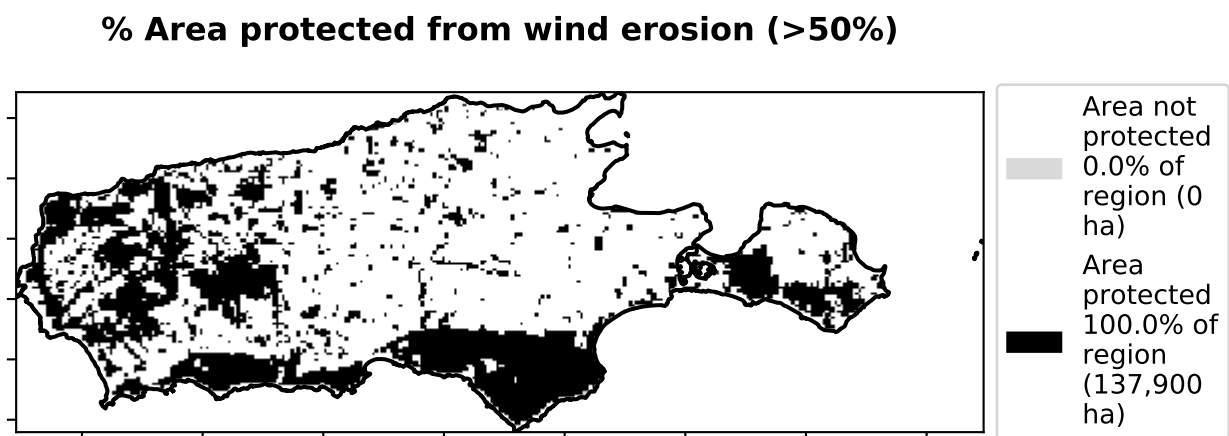 % Area protected from wind erosion (>50%)
Area not
protected
0.0% of
region (0
ha)
Area
protected
100.0% of
region
(137,900
ha)